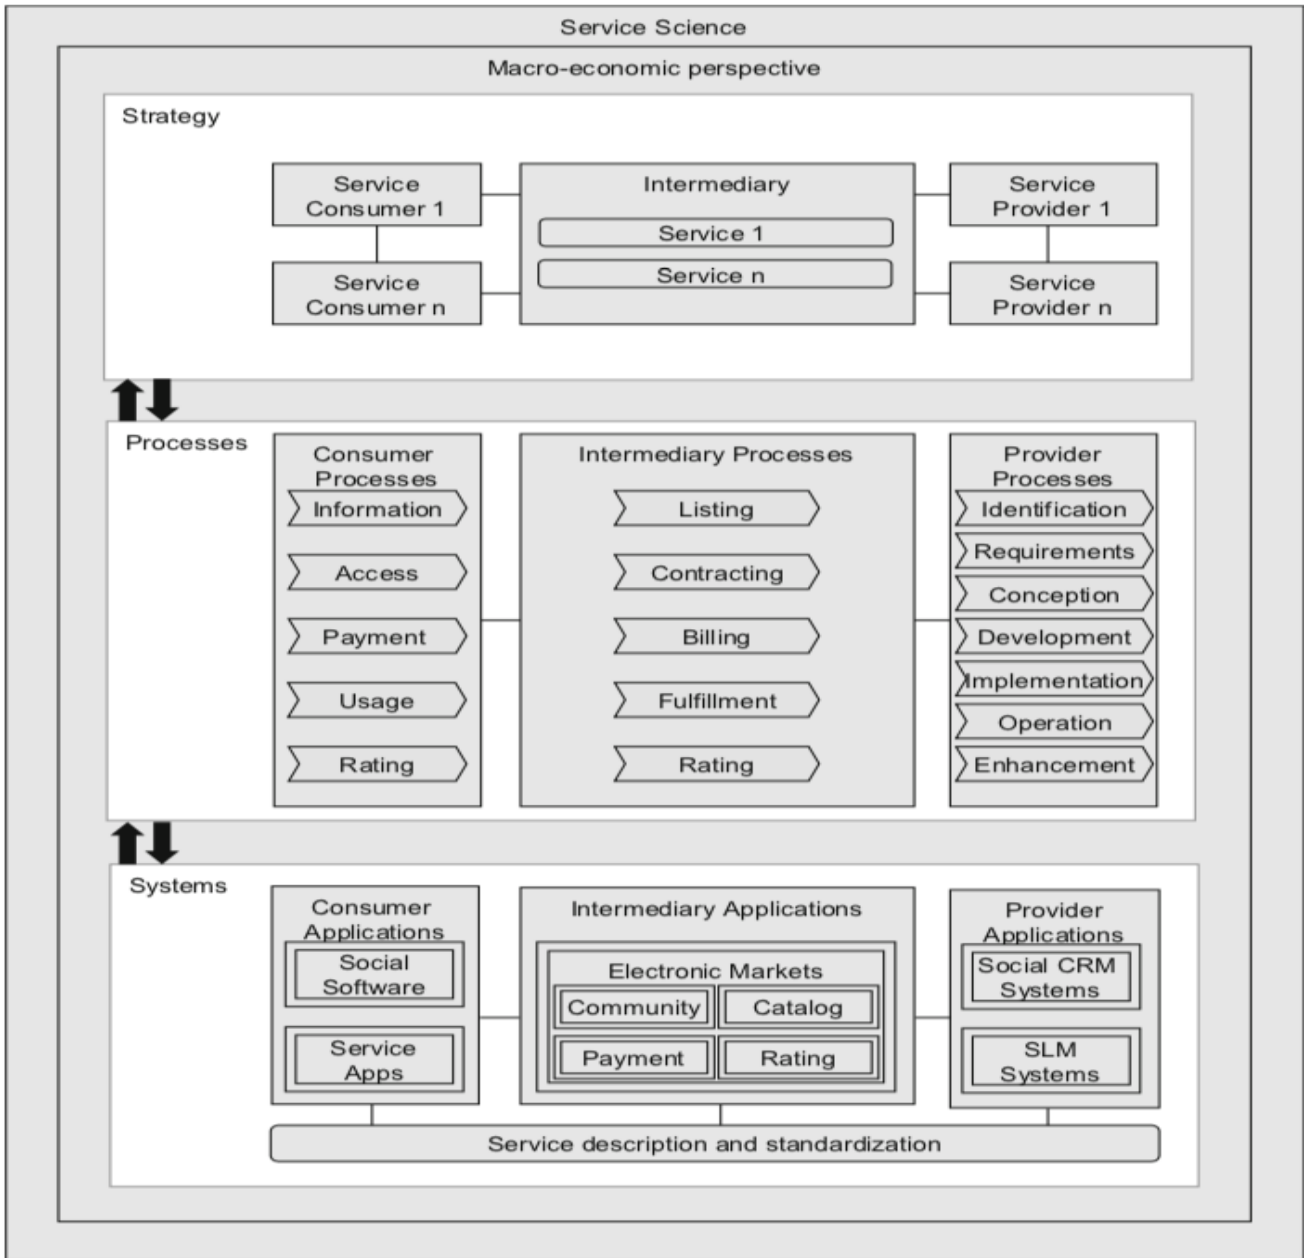 Service Science
Macro-economic perspective
Strategy
Service
Consumer 1
Intermediary
Service
Provider 1
Service 1
Service n
Service
Consumer n
Service
Provider n
Processes
Consumer
Processes
Information
Access
Payment
Usage
Rating
Intermediary Processes
Listing
Contracting
Billing
Fulfillment
Rating
Provider
Processes
Identification
Requirements
Conception
Development
Implementation
Operation
Enhancement
Systems
Consumer
Applications
Social
Software
Service
Apps
Intermediary Applications
Electronic Markets
Community
Catalog
Payment
Rating
Provider
Applications
Social CRM
Systems
SLM
Systems
Service description and standardization